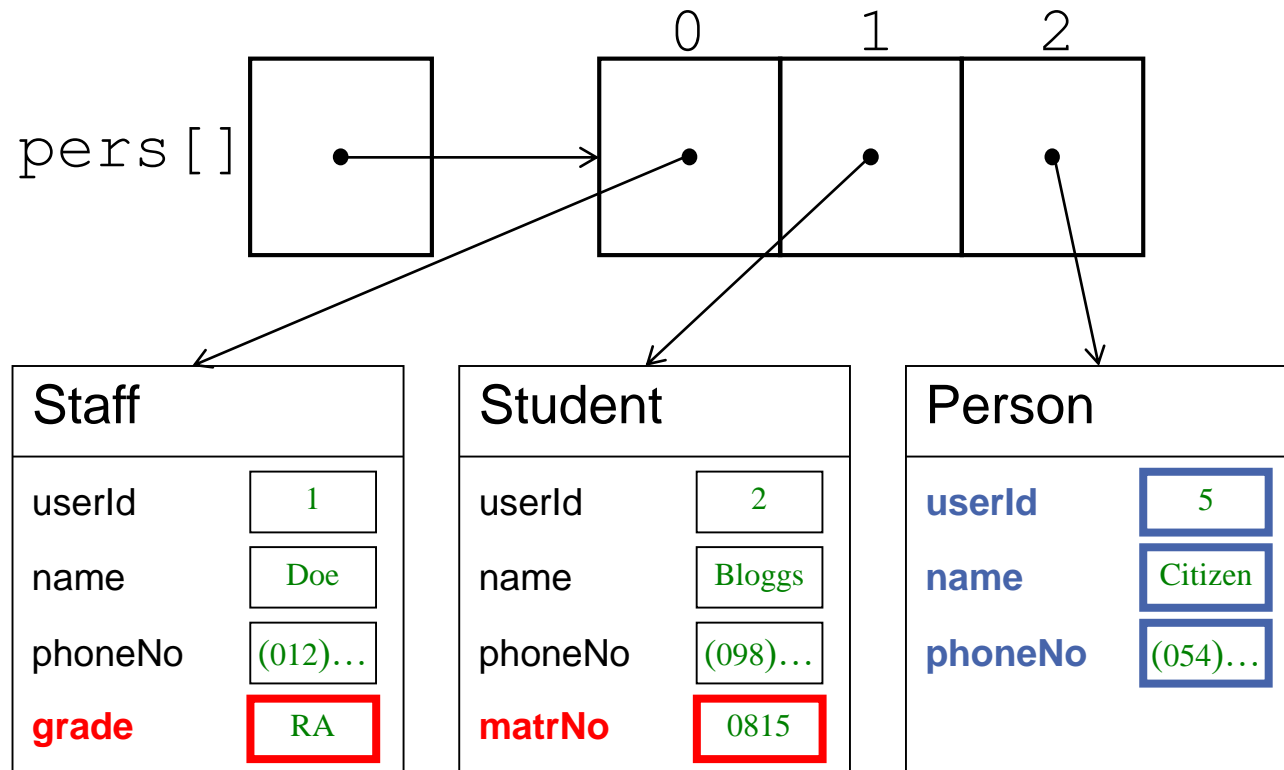 0 1 2
pers[]
Staff
userId 1
name Doe
phoneNo (012)…
grade RA
Student
userId 2
name Bloggs
phoneNo (098)…
matrNo 0815
Person
userId 5
name Citizen
phoneNo (054)…